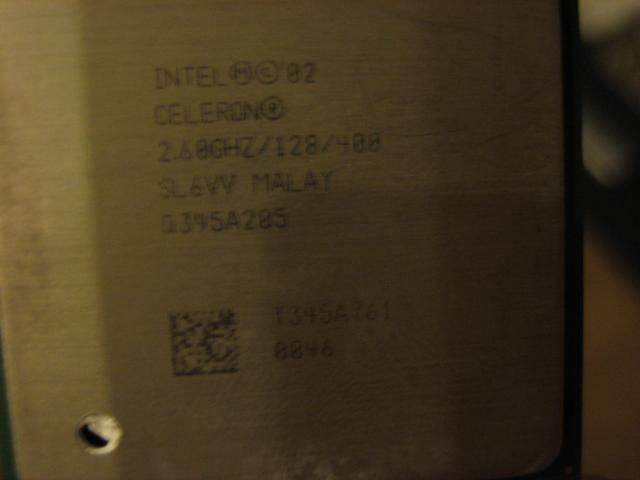 INTEL Ⓜ © '02
CELERON®
2.60GHZ/128/400
SL6VV MALAY
Q345A205
T345A761
0046